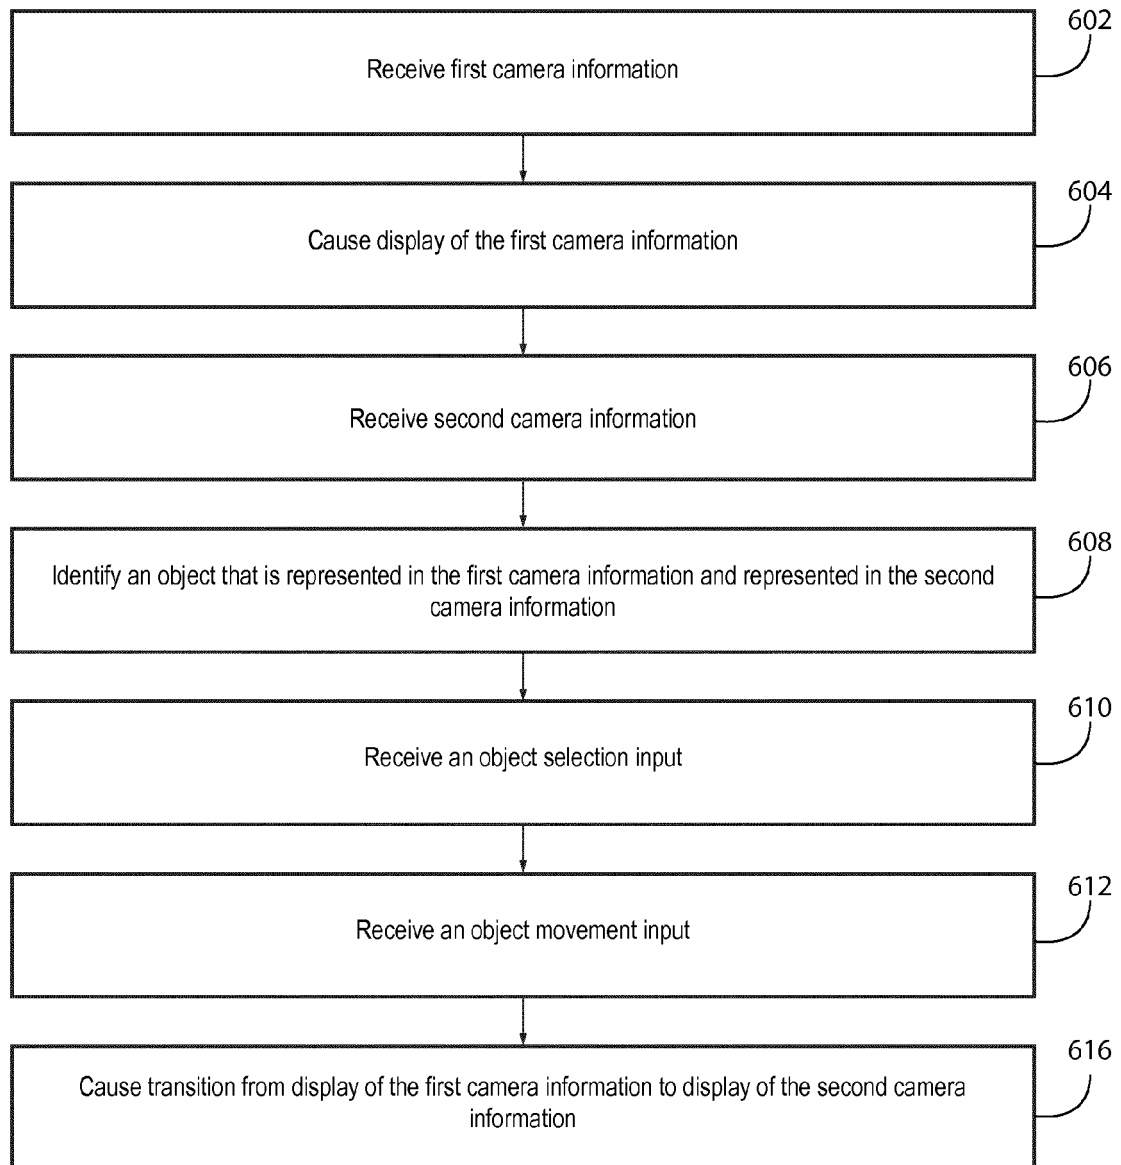 602
Receive first camera information
604
Cause display of the first camera information
606
Receive second camera information
608
Identify an object that is represented in the first camera information and represented in the second
camera information
610
Receive an object selection input
612
Receive an object movement input
616
Cause transition from display of the first camera information to display of the second camera
information